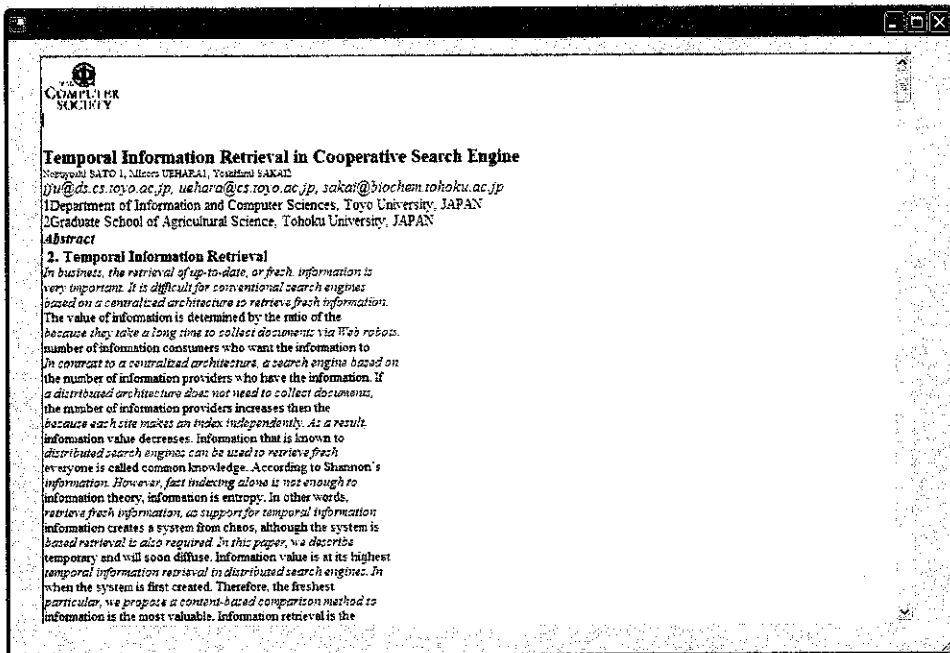 THE
COMPUTER
SOCIETY
Temporal Information Retrieval in Cooperative Search Engine
SATO 1, UEHARA1, SAKAI2
@ds.cs.toyo.ac.jp, uehara@cs.toyo.ac.jp, sakai@biochem.tohoku.ac.jp
1Department of Information and Computer Sciences, Toyo University, JAPAN
2Graduate School of Agricultural Science, Tohoku University, JAPAN
Abstract
2. Temporal Information Retrieval
In business, the retrieval of up-to-date, or fresh, information is
very important. It is difficult for conventional search engines
based on a centralized architecture to retrieve fresh information.
The value of information is determined by the ratio of the
because they take a long time to collect documents via Web robots.
number of information consumers who want the information to
In contrast to a centralized architecture, a search engine based on
the number of information providers who have the information. If
a distributed architecture does not need to collect documents,
the number of information providers increases then the
because each site makes an index independently. As a result,
information value decreases. Information that is known to
distributed search engines can be used to retrieve fresh
everyone is called common knowledge. According to Shannon's
information. However, fast indexing alone is not enough to
information theory, information is entropy. In other words,
retrieve fresh information, as support for temporal information
information creates a system from chaos, although the system is
based retrieval is also required. In this paper, we describe
temporary and will soon diffuse. Information value is at its highest
temporal information retrieval in distributed search engines. In
when the system is first created. Therefore, the freshest
particular, we propose a content-based comparison method to
information is the most valuable. Information retrieval is the